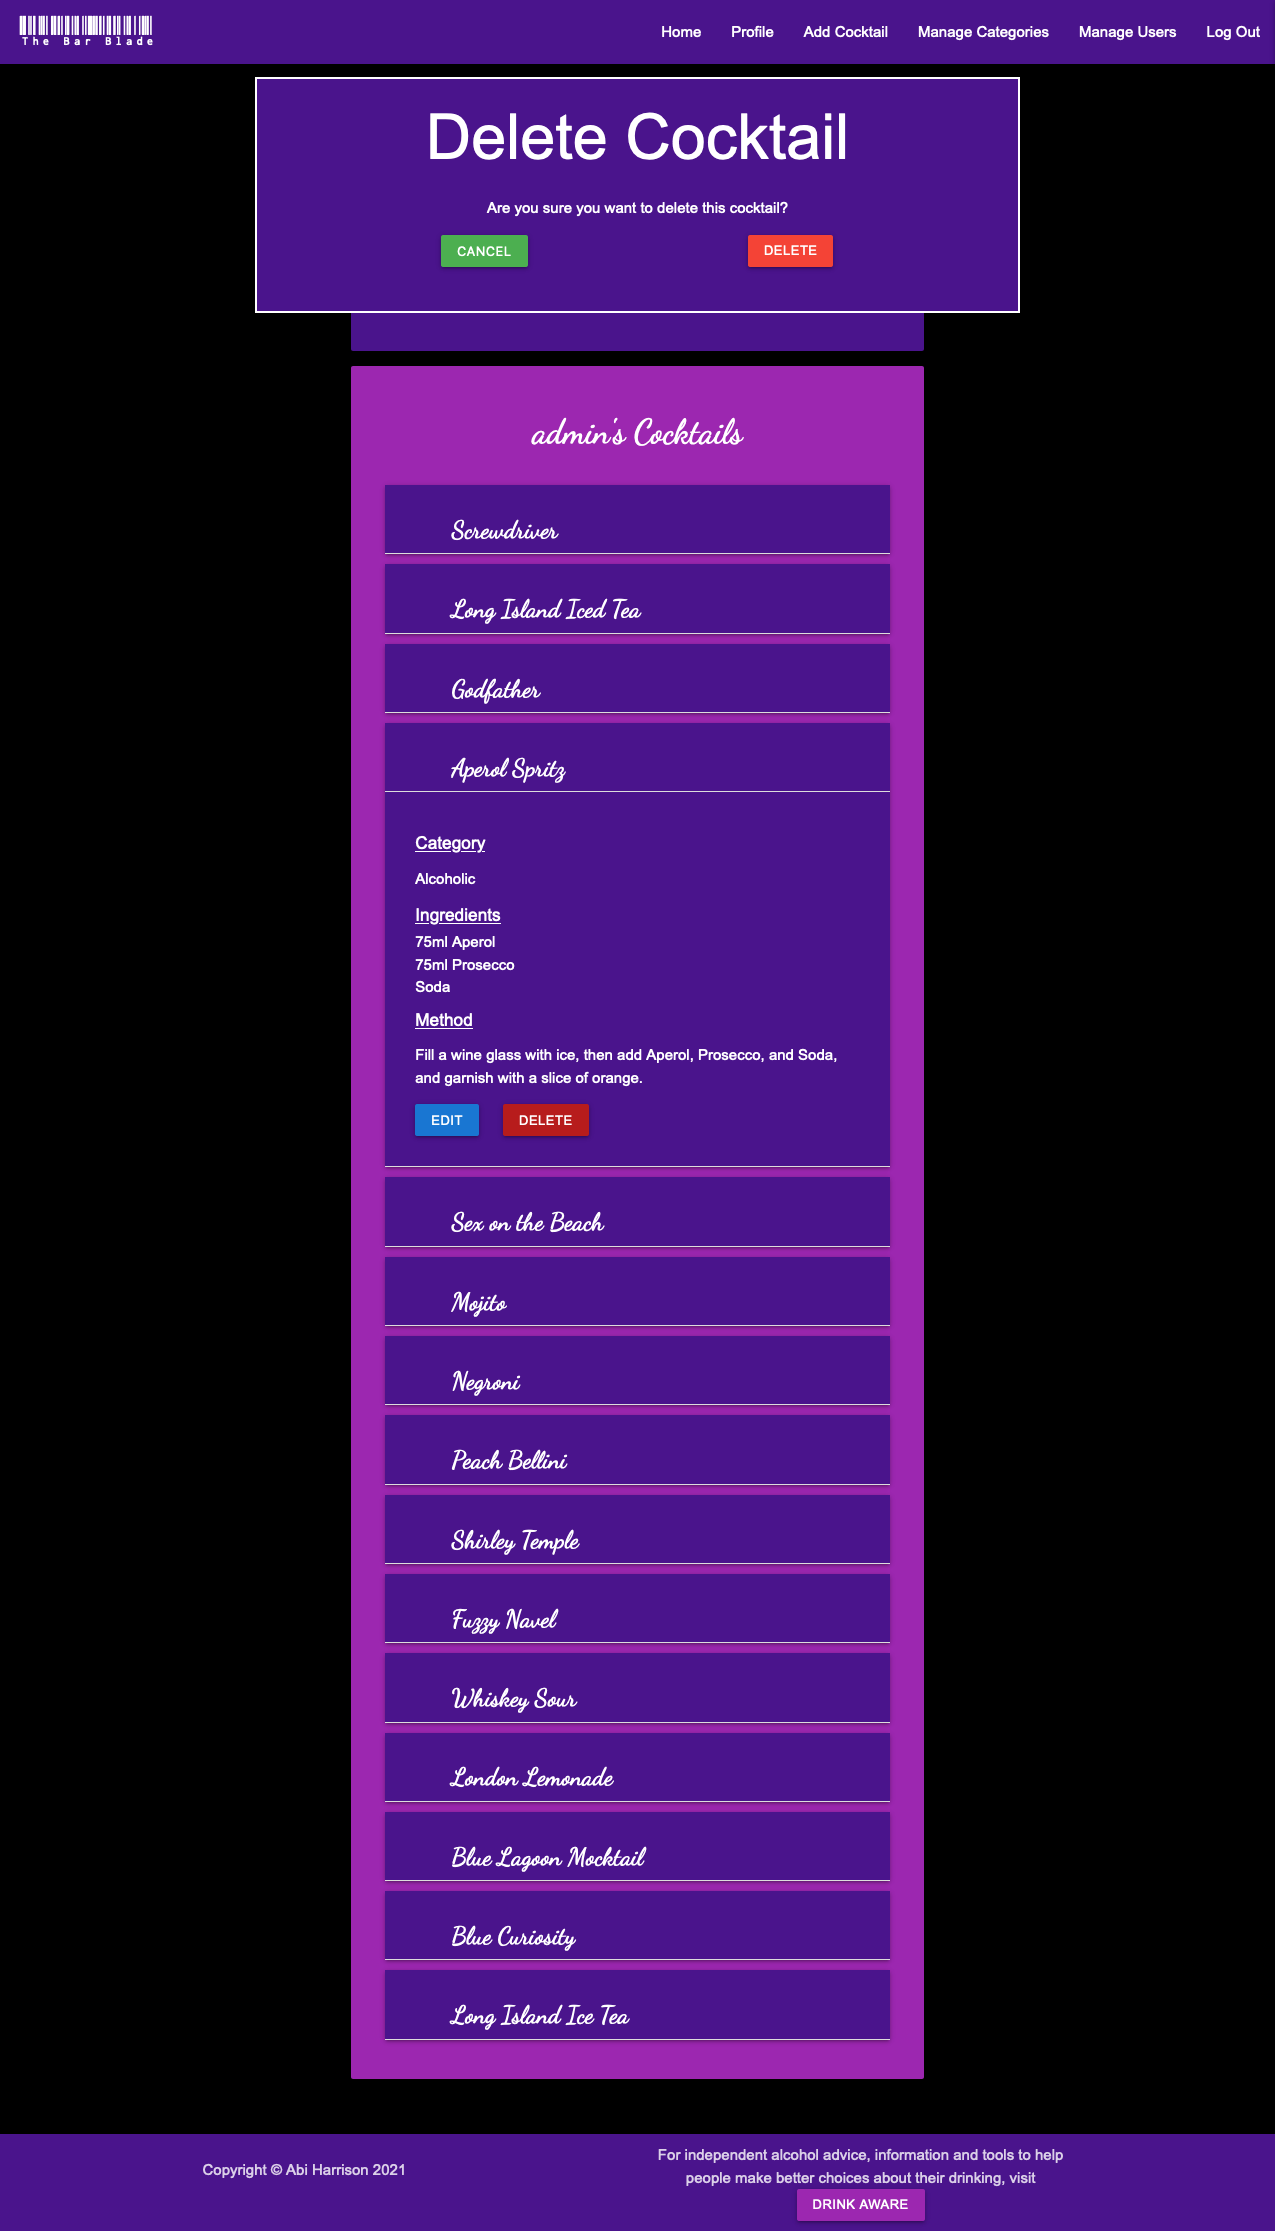 The Bar Blade
Home Profile Add Cocktail Manage Categories Manage Users Log Out
Delete Cocktail
Are you sure you want to delete this cocktail?
CANCEL DELETE
admin's Cocktails
Screwdriver
Long Island Iced Tea
Godfather
Aperol Spritz
Category
Alcoholic
Ingredients
75ml Aperol
75ml Prosecco
Soda
Method
Fill a wine glass with ice, then add Aperol, Prosecco, and Soda,
and garnish with a slice of orange.
EDIT DELETE
Sex on the Beach
Mojito
Negroni
Peach Bellini
Shirley Temple
Fuzzy Navel
Whiskey Sour
London Lemonade
Blue Lagoon Mocktail
Blue Curiosity
Long Island Ice Tea
Copyright © Abi Harrison 2021
For independent alcohol advice, information and tools to help
people make better choices about their drinking, visit
DRINK AWARE